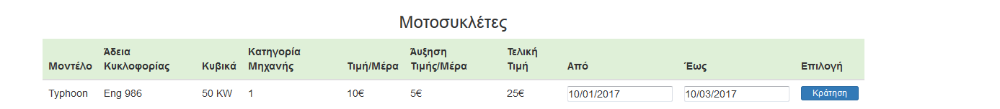 Μοτοσυκλέτες
Μοντέλο Άδεια Κυκλοφορίας Κυβικά Κατηγορία Μηχανής Τιμή/Μέρα Άυξηση Τιμής/Μέρα Τελική Τιμή Από Έως Επιλογή
Typhoon Eng 986 50 KW 1 10€ 5€ 25€ 10/01/2017 10/03/2017 Κράτηση